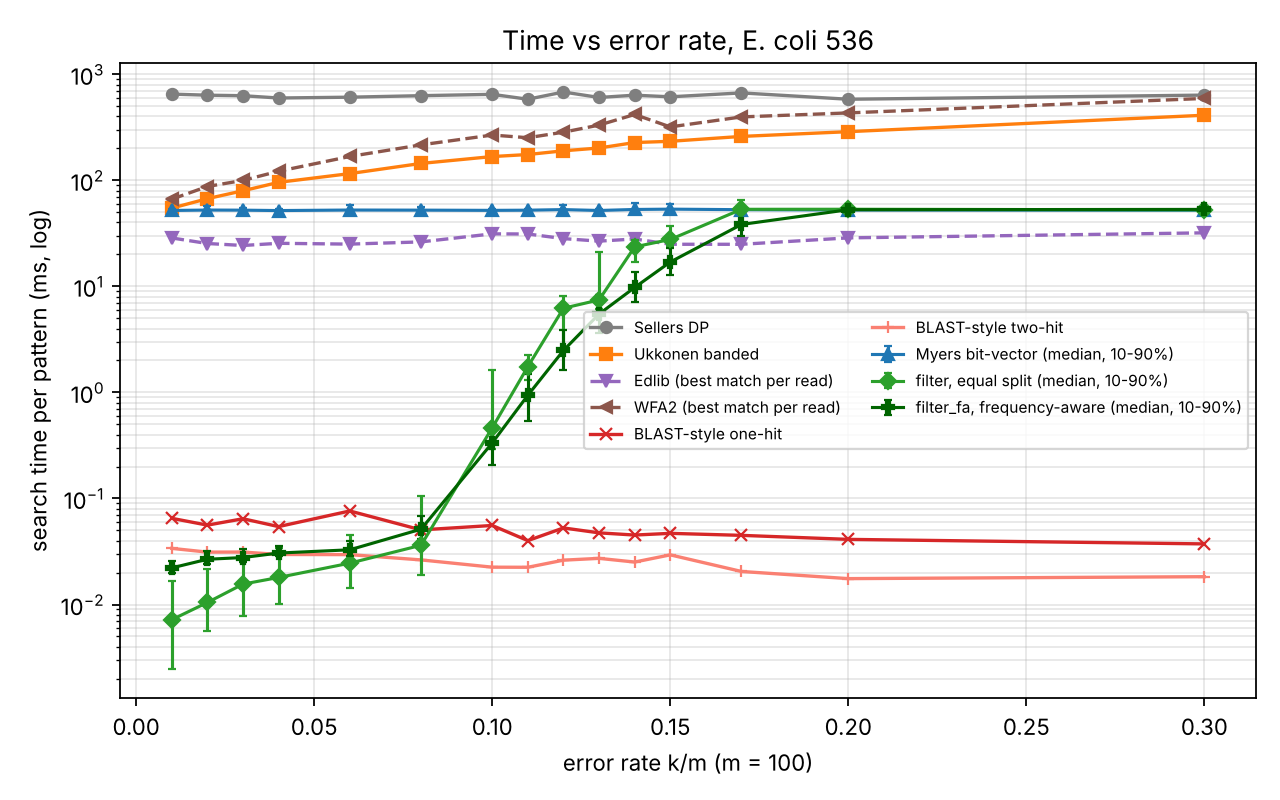 Time vs error rate, E. coli 536
search time per pattern (ms, log)
10³
10²
10¹
10⁰
10⁻¹
10⁻²
Sellers DP
Ukkonen banded
Edlib (best match per read)
WFA2 (best match per read)
BLAST-style one-hit
BLAST-style two-hit
Myers bit-vector (median, 10-90%)
filter, equal split (median, 10-90%)
filter_fa, frequency-aware (median, 10-90%)
0.00 0.05 0.10 0.15 0.20 0.25 0.30
error rate k/m (m = 100)